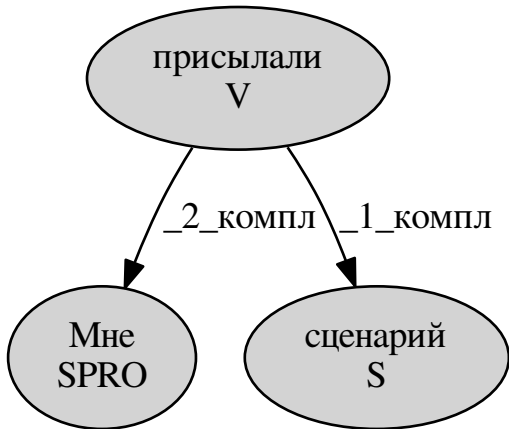 присылали
V
_2_компл
_1_компл
Мне
SPRO
сценарий
S